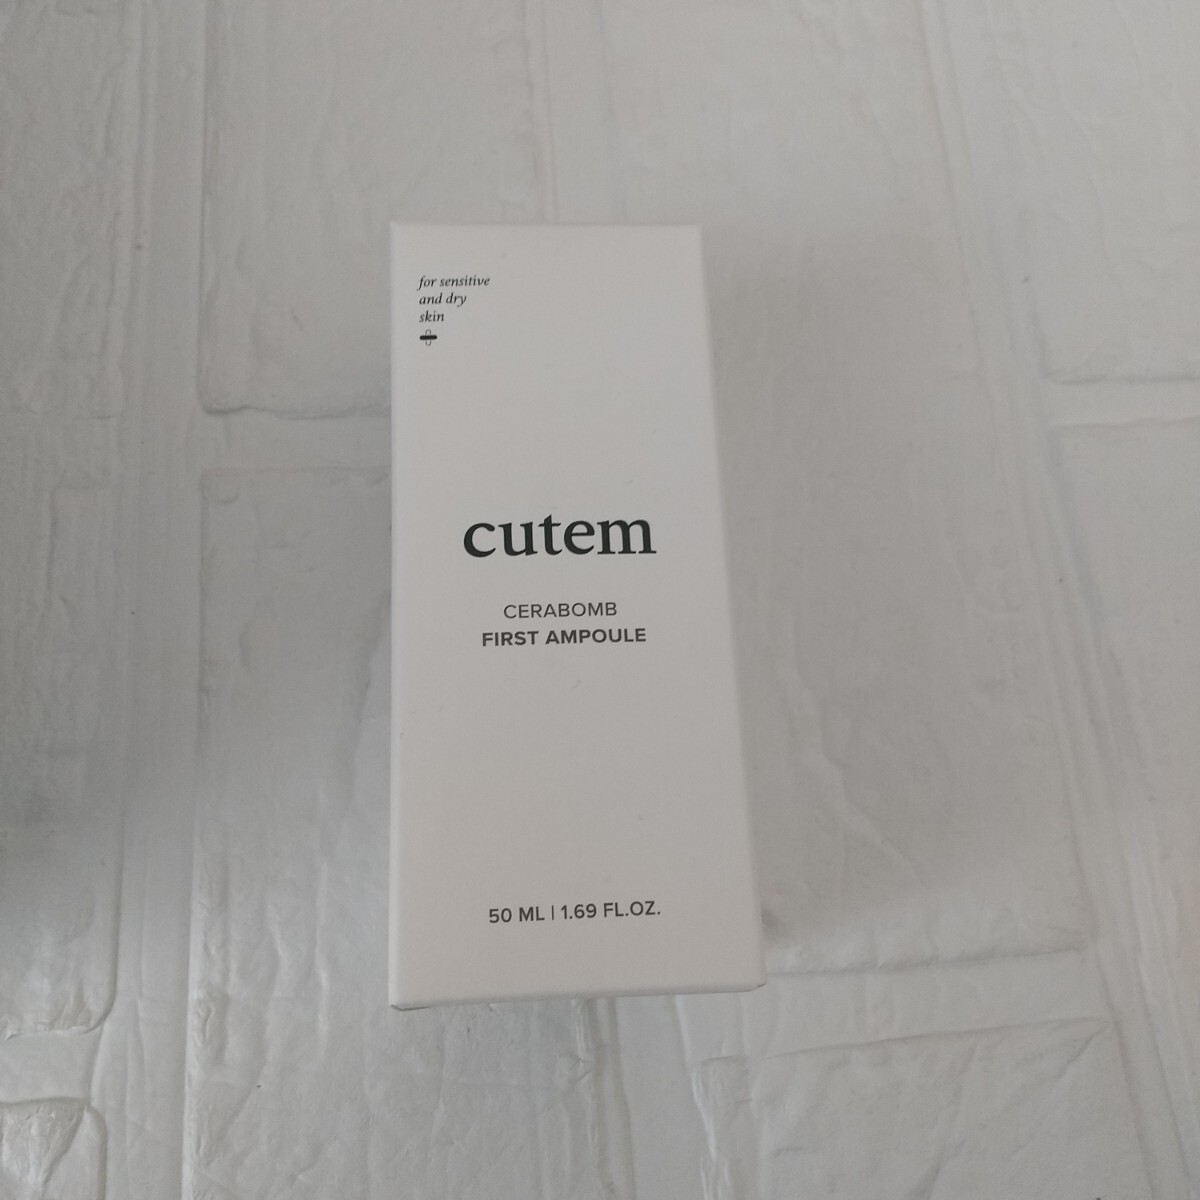 for sensitive
and dry
skin
cutem
CERABOMB
FIRST AMPOULE
50 ML | 1.69 FL.OZ.